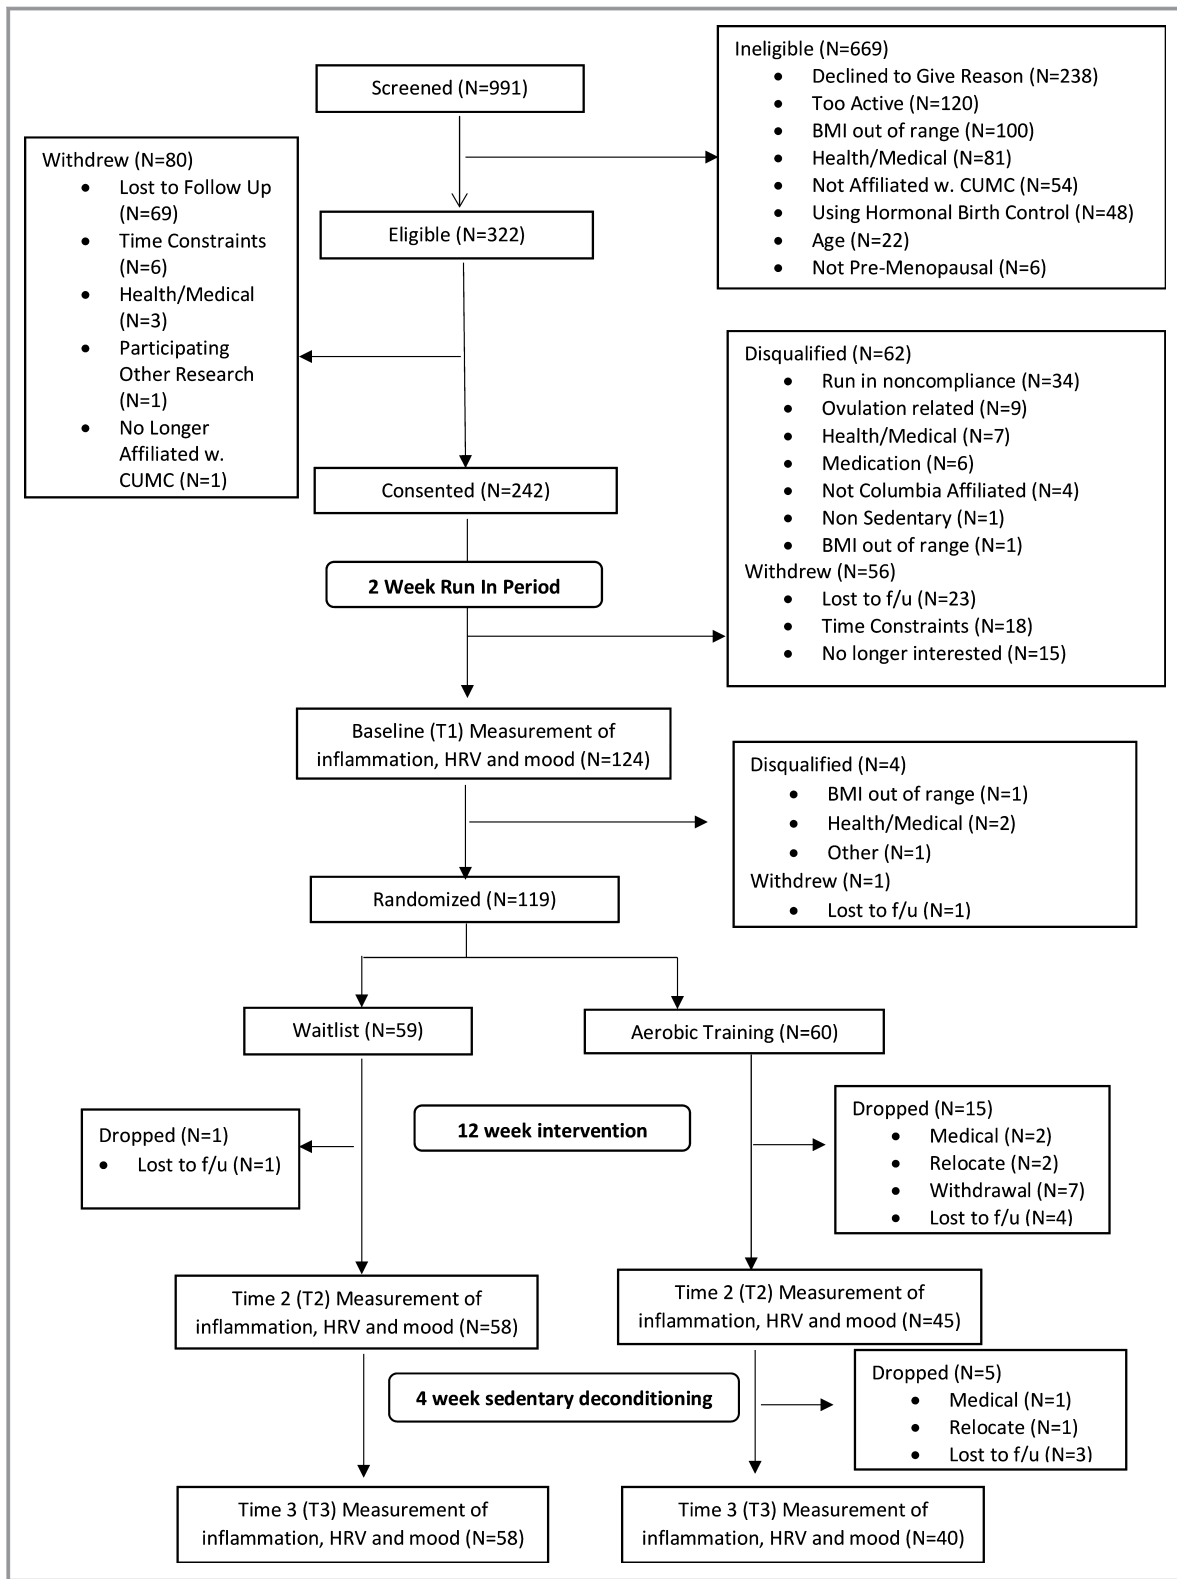 Screened (N=991)
Ineligible (N=669)
• Declined to Give Reason (N=238)
• Too Active (N=120)
• BMI out of range (N=100)
• Health/Medical (N=81)
• Not Affiliated w. CUMC (N=54)
• Using Hormonal Birth Control (N=48)
• Age (N=22)
• Not Pre-Menopausal (N=6)
Eligible (N=322)
Withdrew (N=80)
• Lost to Follow Up
(N=69)
• Time Constraints
(N=6)
• Health/Medical
(N=3)
• Participating
Other Research
(N=1)
• No Longer
Affiliated w.
CUMC (N=1)
Consented (N=242)
2 Week Run In Period
Disqualified (N=62)
• Run in noncompliance (N=34)
• Ovulation related (N=9)
• Health/Medical (N=7)
• Medication (N=6)
• Not Columbia Affiliated (N=4)
• Non Sedentary (N=1)
• BMI out of range (N=1)
Withdrew (N=56)
• Lost to f/u (N=23)
• Time Constraints (N=18)
• No longer interested (N=15)
Baseline (T1) Measurement of
inflammation, HRV and mood (N=124)
Disqualified (N=4)
• BMI out of range (N=1)
• Health/Medical (N=2)
• Other (N=1)
Withdrew (N=1)
• Lost to f/u (N=1)
Randomized (N=119)
Waitlist (N=59)
Aerobic Training (N=60)
12 week intervention
Dropped (N=1)
• Lost to f/u (N=1)
Dropped (N=15)
• Medical (N=2)
• Relocate (N=2)
• Withdrawal (N=7)
• Lost to f/u (N=4)
Time 2 (T2) Measurement of
inflammation, HRV and mood (N=58)
Time 2 (T2) Measurement of
inflammation, HRV and mood (N=45)
4 week sedentary deconditioning
Dropped (N=5)
• Medical (N=1)
• Relocate (N=1)
• Lost to f/u (N=3)
Time 3 (T3) Measurement of
inflammation, HRV and mood (N=58)
Time 3 (T3) Measurement of
inflammation, HRV and mood (N=40)